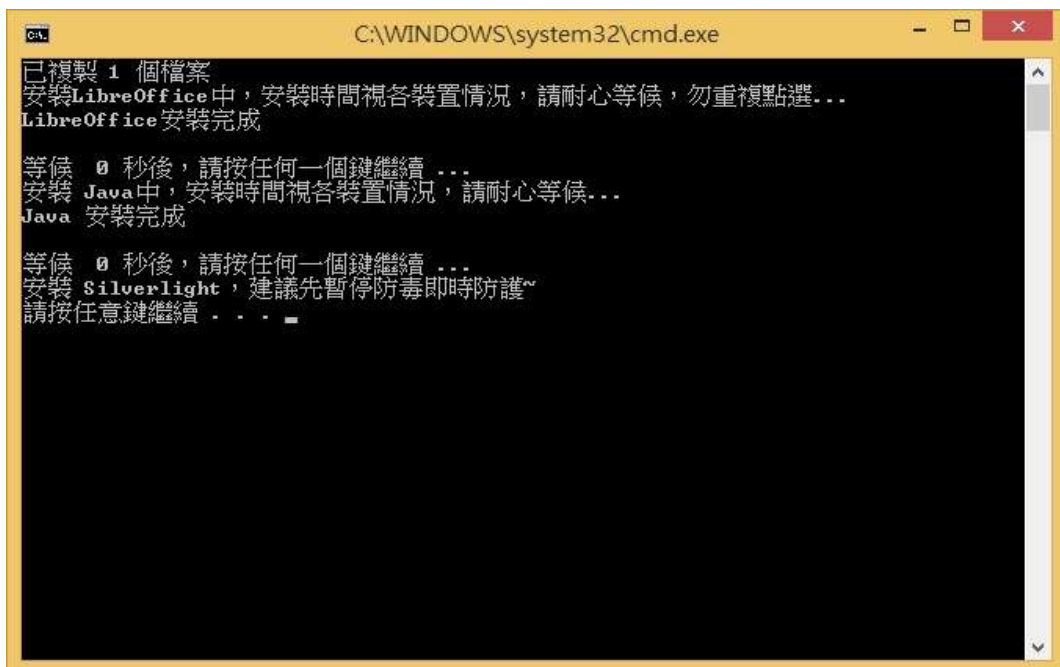 C:\WINDOWS\system32\cmd.exe
已複製 1 個檔案
安裝LibreOffice中，安裝時間視各裝置情況，請耐心等候，勿重複點選...
LibreOffice安裝完成
等候 0 秒後，請按任何一個鍵繼續 ...
安裝 Java中，安裝時間視各裝置情況，請耐心等候...
Java 安裝完成
等候 0 秒後，請按任何一個鍵繼續 ...
安裝 Silverlight，建議先暫停防毒即時防護~
請按任意鍵繼續 . . .